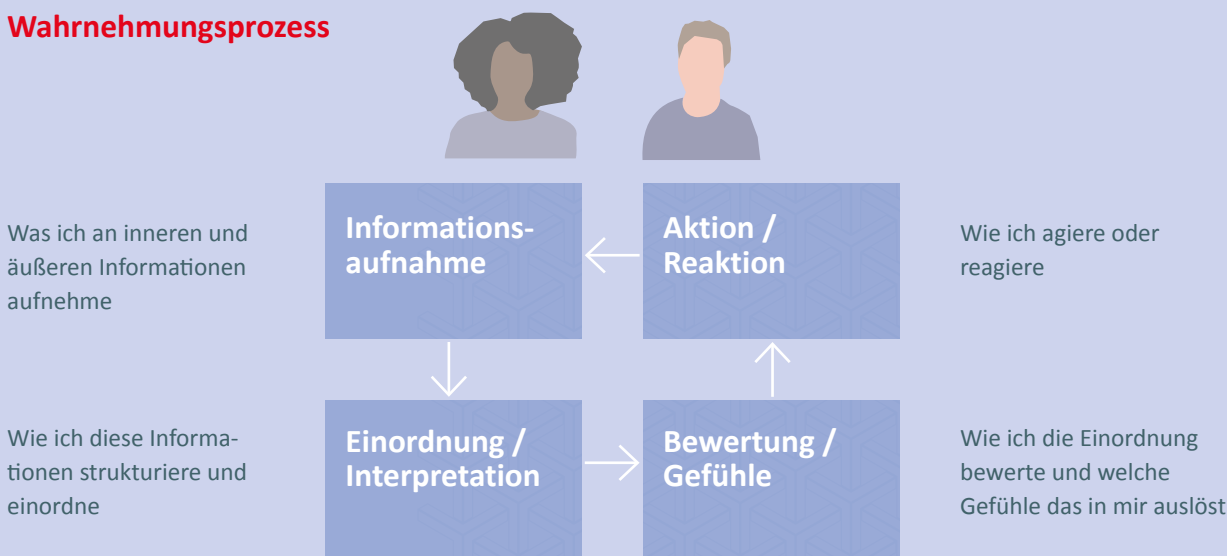 Wahrnehmungsprozess
Was ich an inneren und
äußeren Informationen
aufnehme
Informations-
aufnahme
Aktion /
Reaktion
Wie ich agiere oder
reagiere
Wie ich diese Informa-
tionen strukturiere und
einordne
Einordnung /
Interpretation
Bewertung /
Gefühle
Wie ich die Einordnung
bewerte und welche
Gefühle das in mir auslöst